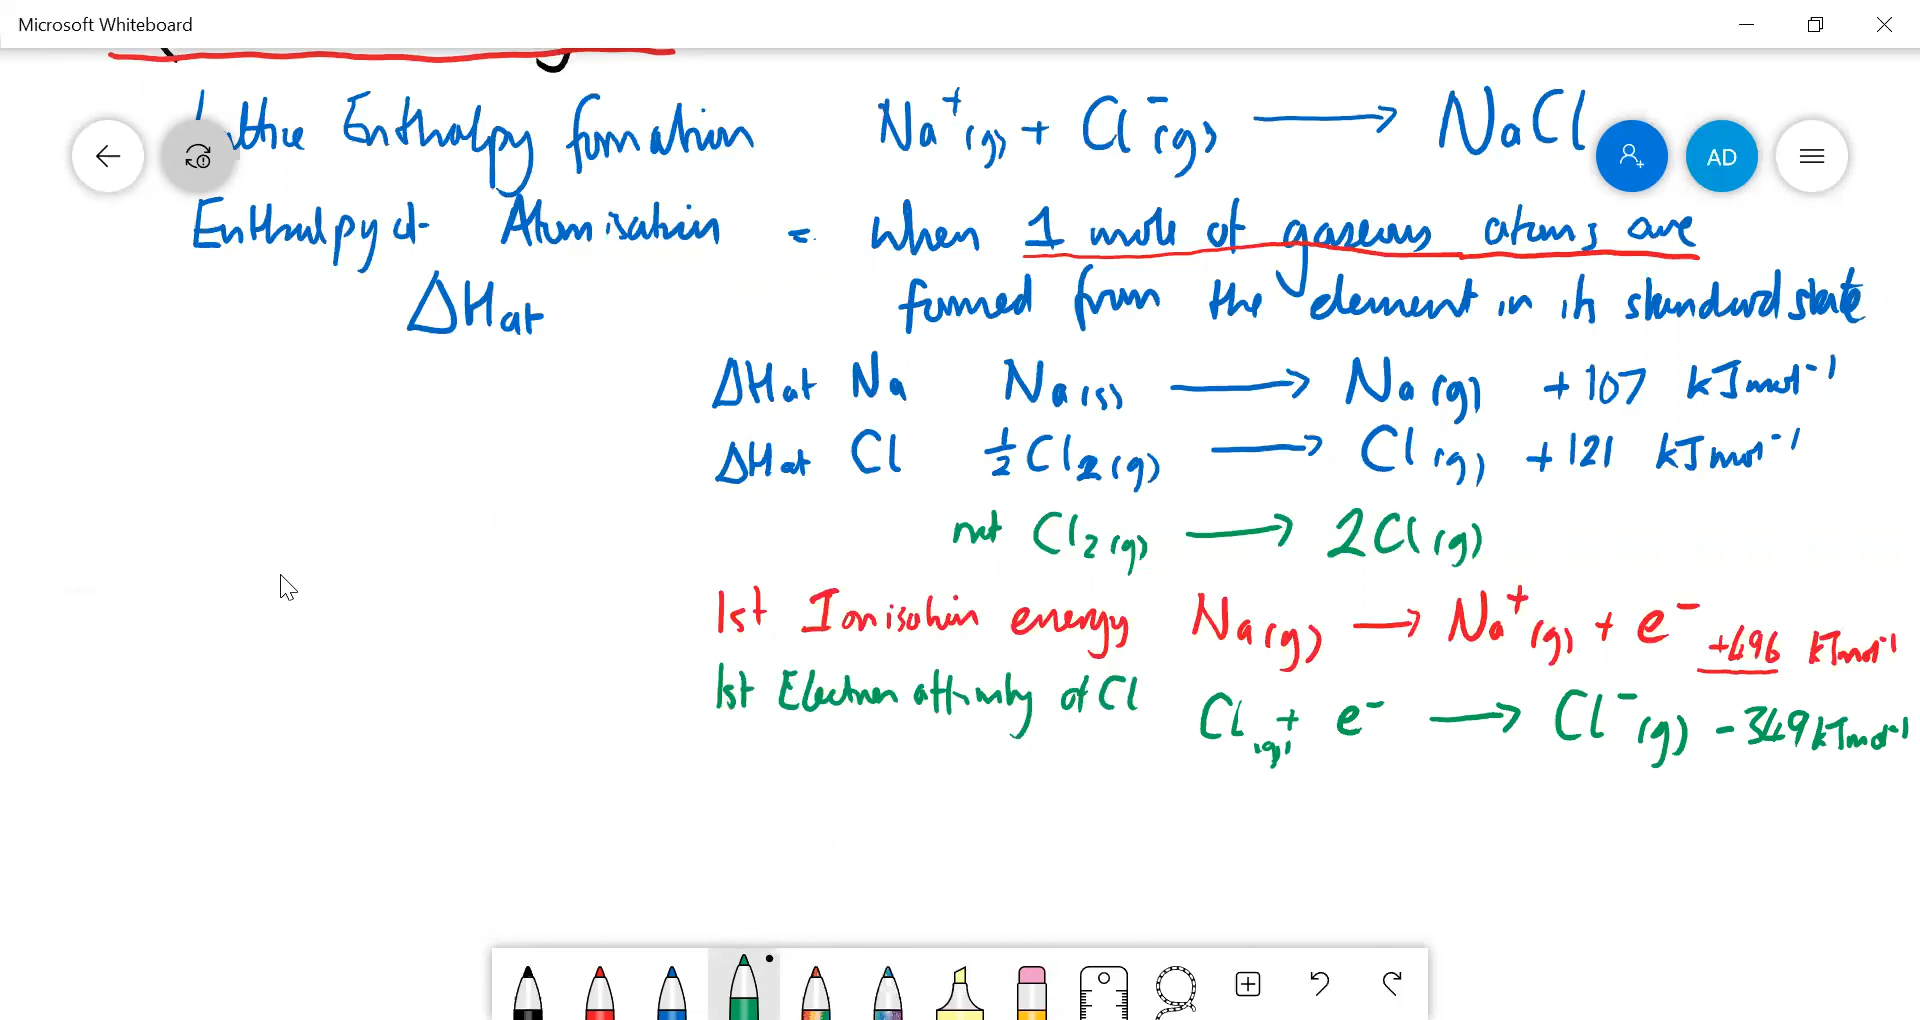 Microsoft Whiteboard
Lattice Enthalpy formation Na⁺(g) + Cl⁻(g) → NaCl
AD
Enthalpy of Atomisation = when 1 mole of gaseous atoms are
ΔHat formed from the element in its standard state
ΔHat Na Na(s) → Na(g) +107 kJmol⁻¹
ΔHat Cl ½Cl₂(g) → Cl(g) +121 kJmol⁻¹
not Cl₂(g) → 2Cl(g)
1st Ionisation energy Na(g) → Na⁺(g) + e⁻ +496 kJmol⁻¹
1st Electron affinity of Cl Cl(g) + e⁻ → Cl⁻(g) -349 kJmol⁻¹